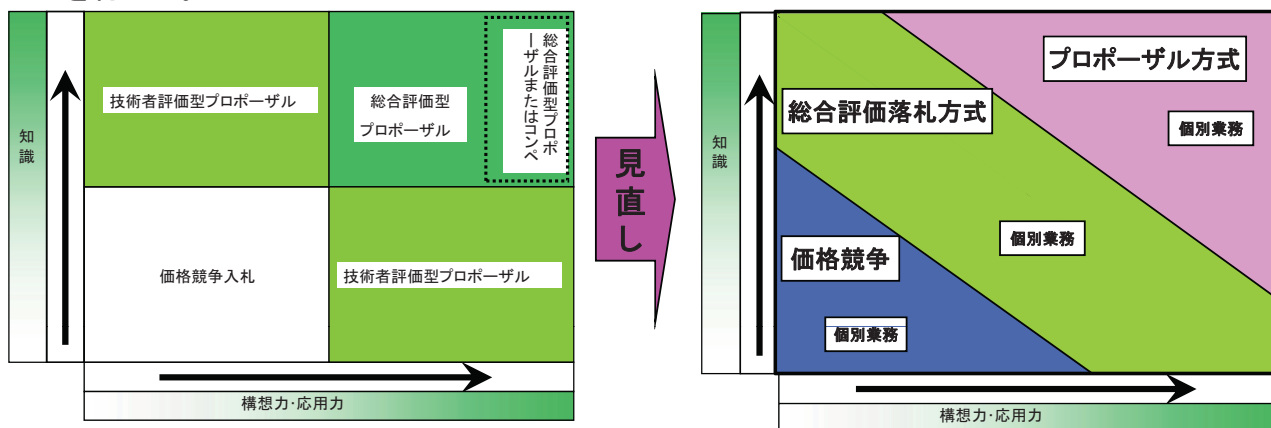 知識
技術者評価型プロポーザル
総合評価型
プロポーザル
総合評価型プロポ
ーザルまたはコンペ
価格競争入札
技術者評価型プロポーザル
構想力・応用力
見直し
知識
プロポーザル方式
個別業務
総合評価落札方式
個別業務
価格競争
個別業務
構想力・応用力